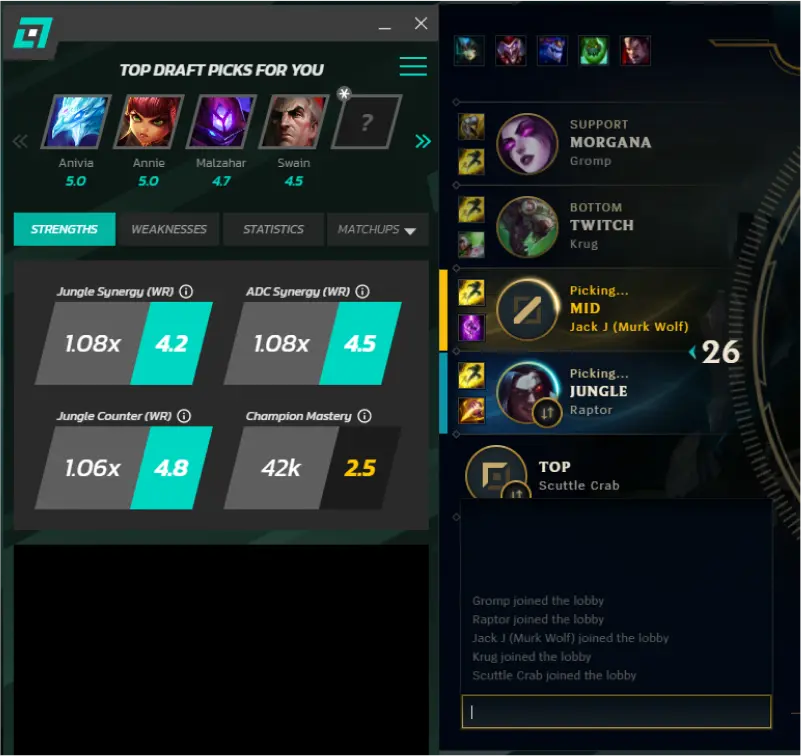 TOP DRAFT PICKS FOR YOU
?
Anivia Annie Malzahar Swain
5.0 5.0 4.7 4.5
STRENGTHS WEAKNESSES STATISTICS MATCHUPS
Jungle Synergy (WR) ADC Synergy (WR)
1.08x 4.2 1.08x 4.5
Jungle Counter (WR) Champion Mastery
1.06x 4.8 42k 2.5
SUPPORT
MORGANA
Gromp
BOTTOM
TWITCH
Krug
Picking...
MID
Jack J (Murk Wolf)
26
Picking...
JUNGLE
Raptor
TOP
Scuttle Crab
Gromp joined the lobby
Raptor joined the lobby
Jack J (Murk Wolf) joined the lobby
Krug joined the lobby
Scuttle Crab joined the lobby